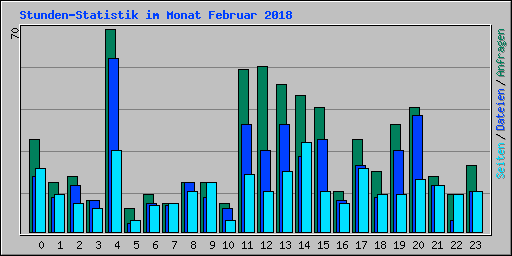 Stunden-Statistik im Monat Februar 2018
70
Seiten / Dateien / Anfragen
0 1 2 3 4 5 6 7 8 9 10 11 12 13 14 15 16 17 18 19 20 21 22 23